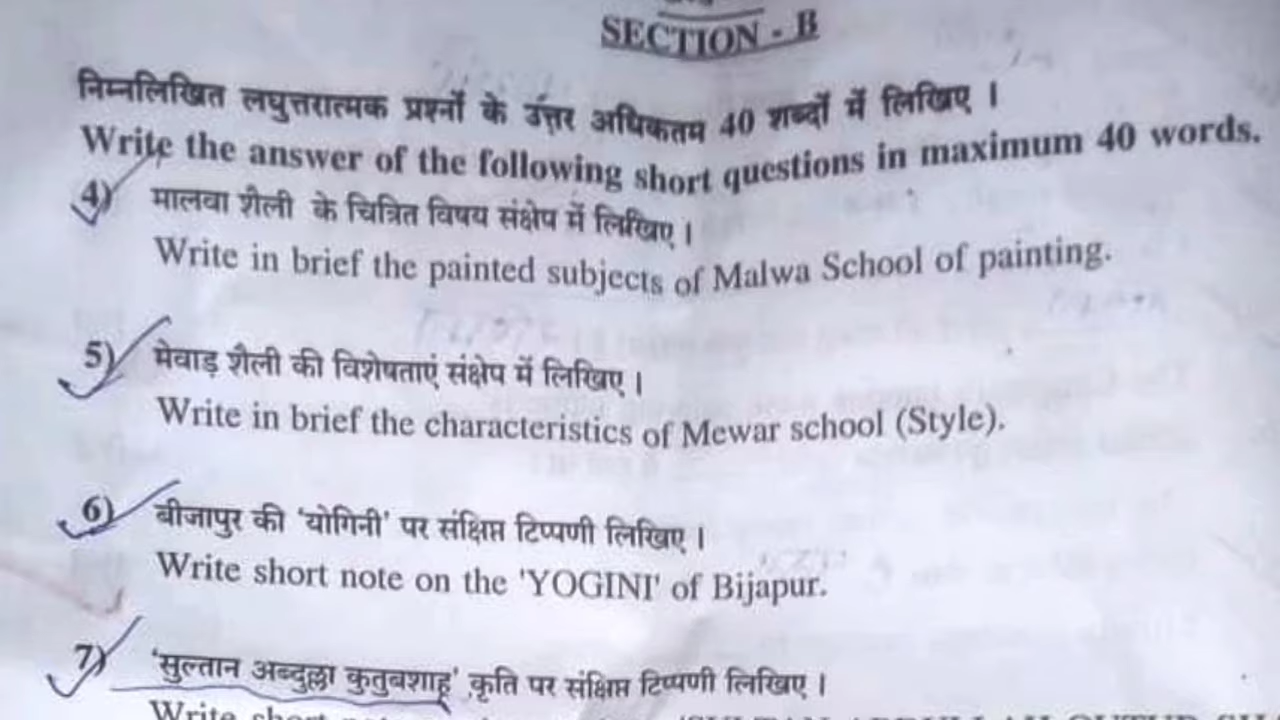 SECTION - B
निम्नलिखित लघुत्तरात्मक प्रश्नों के उत्तर अधिकतम 40 शब्दों में लिखिए ।
Write the answer of the following short questions in maximum 40 words.
4) मालवा शैली के चित्रित विषय संक्षेप में लिखिए ।
Write in brief the painted subjects of Malwa School of painting.
5) मेवाड़ शैली की विशेषताएं संक्षेप में लिखिए ।
Write in brief the characteristics of Mewar school (Style).
6) बीजापुर की 'योगिनी' पर संक्षिप्त टिप्पणी लिखिए ।
Write short note on the 'YOGINI' of Bijapur.
7) 'सुल्तान अब्दुल्ला कुतुबशाह' कृति पर संक्षिप्त टिप्पणी लिखिए ।
Write short